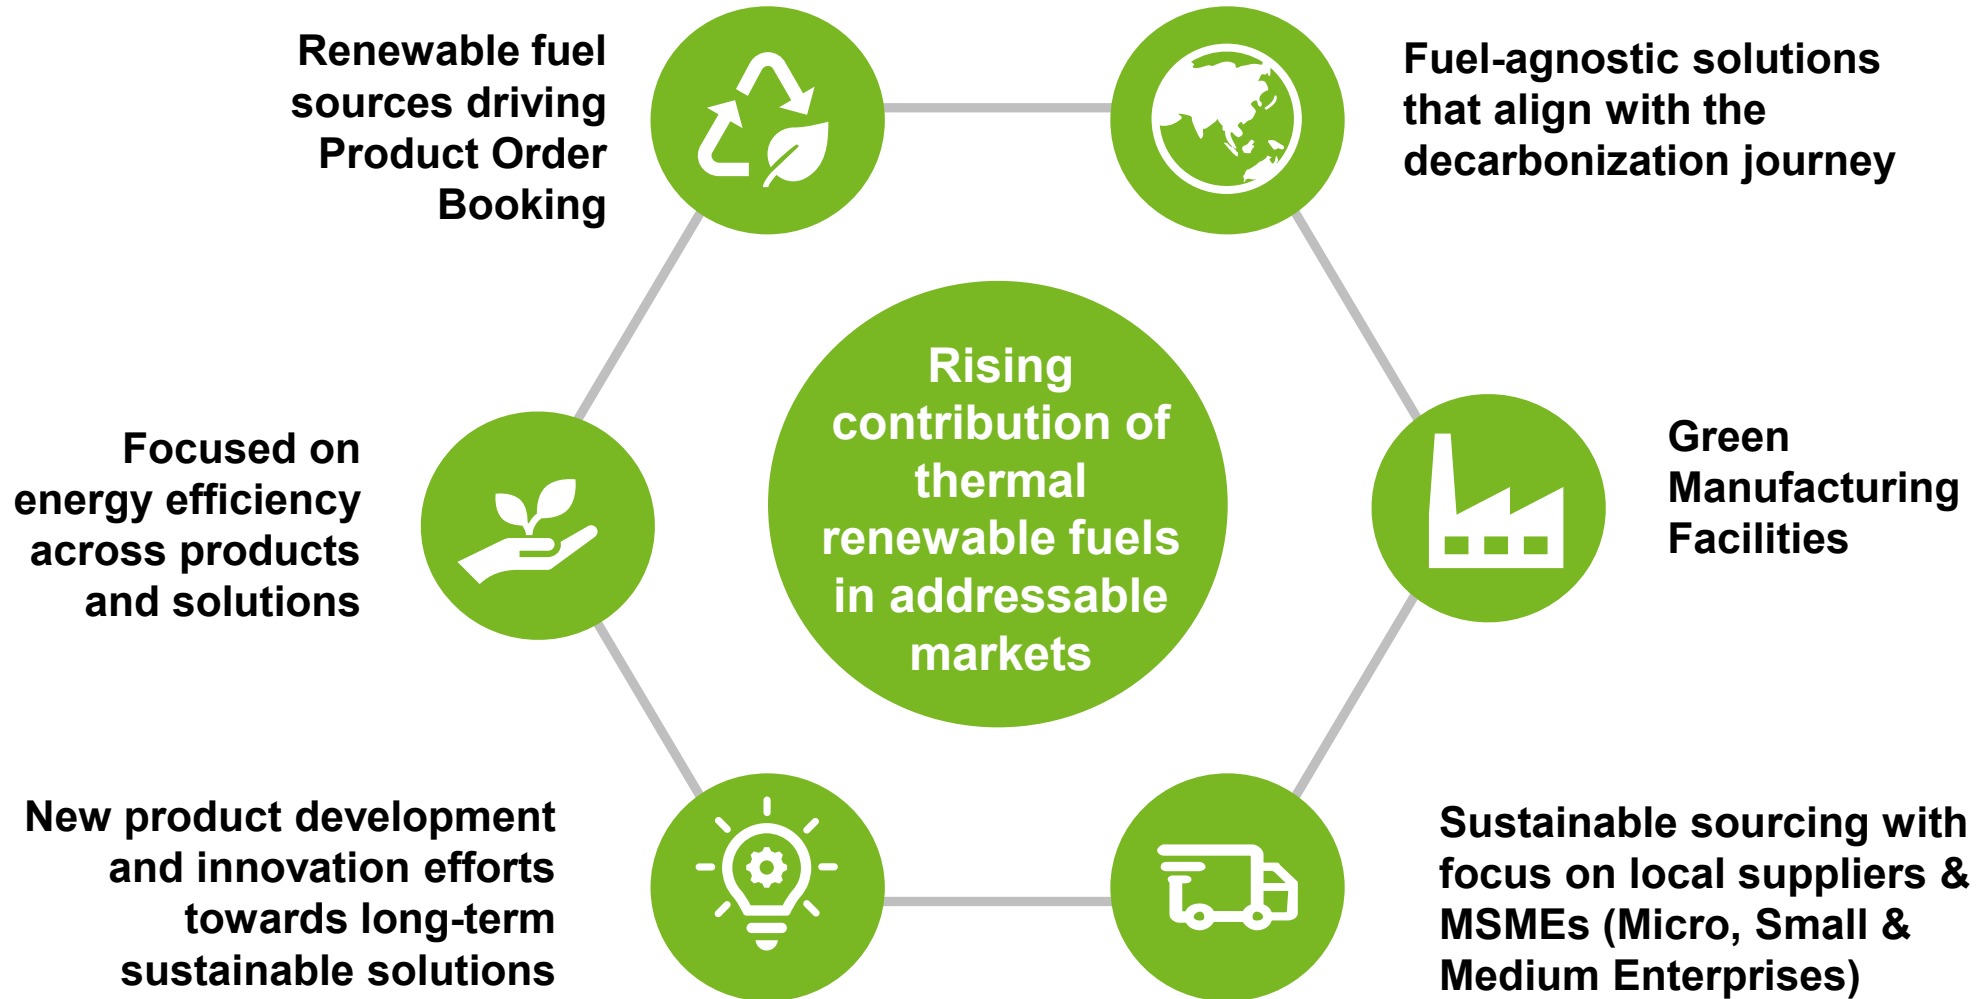 Renewable fuel
sources driving
Product Order
Booking
Fuel-agnostic solutions
that align with the
decarbonization journey
Rising
contribution of
thermal
renewable fuels
in addressable
markets
Focused on
energy efficiency
across products
and solutions
Green
Manufacturing
Facilities
New product development
and innovation efforts
towards long-term
sustainable solutions
Sustainable sourcing with
focus on local suppliers &
MSMEs (Micro, Small &
Medium Enterprises)